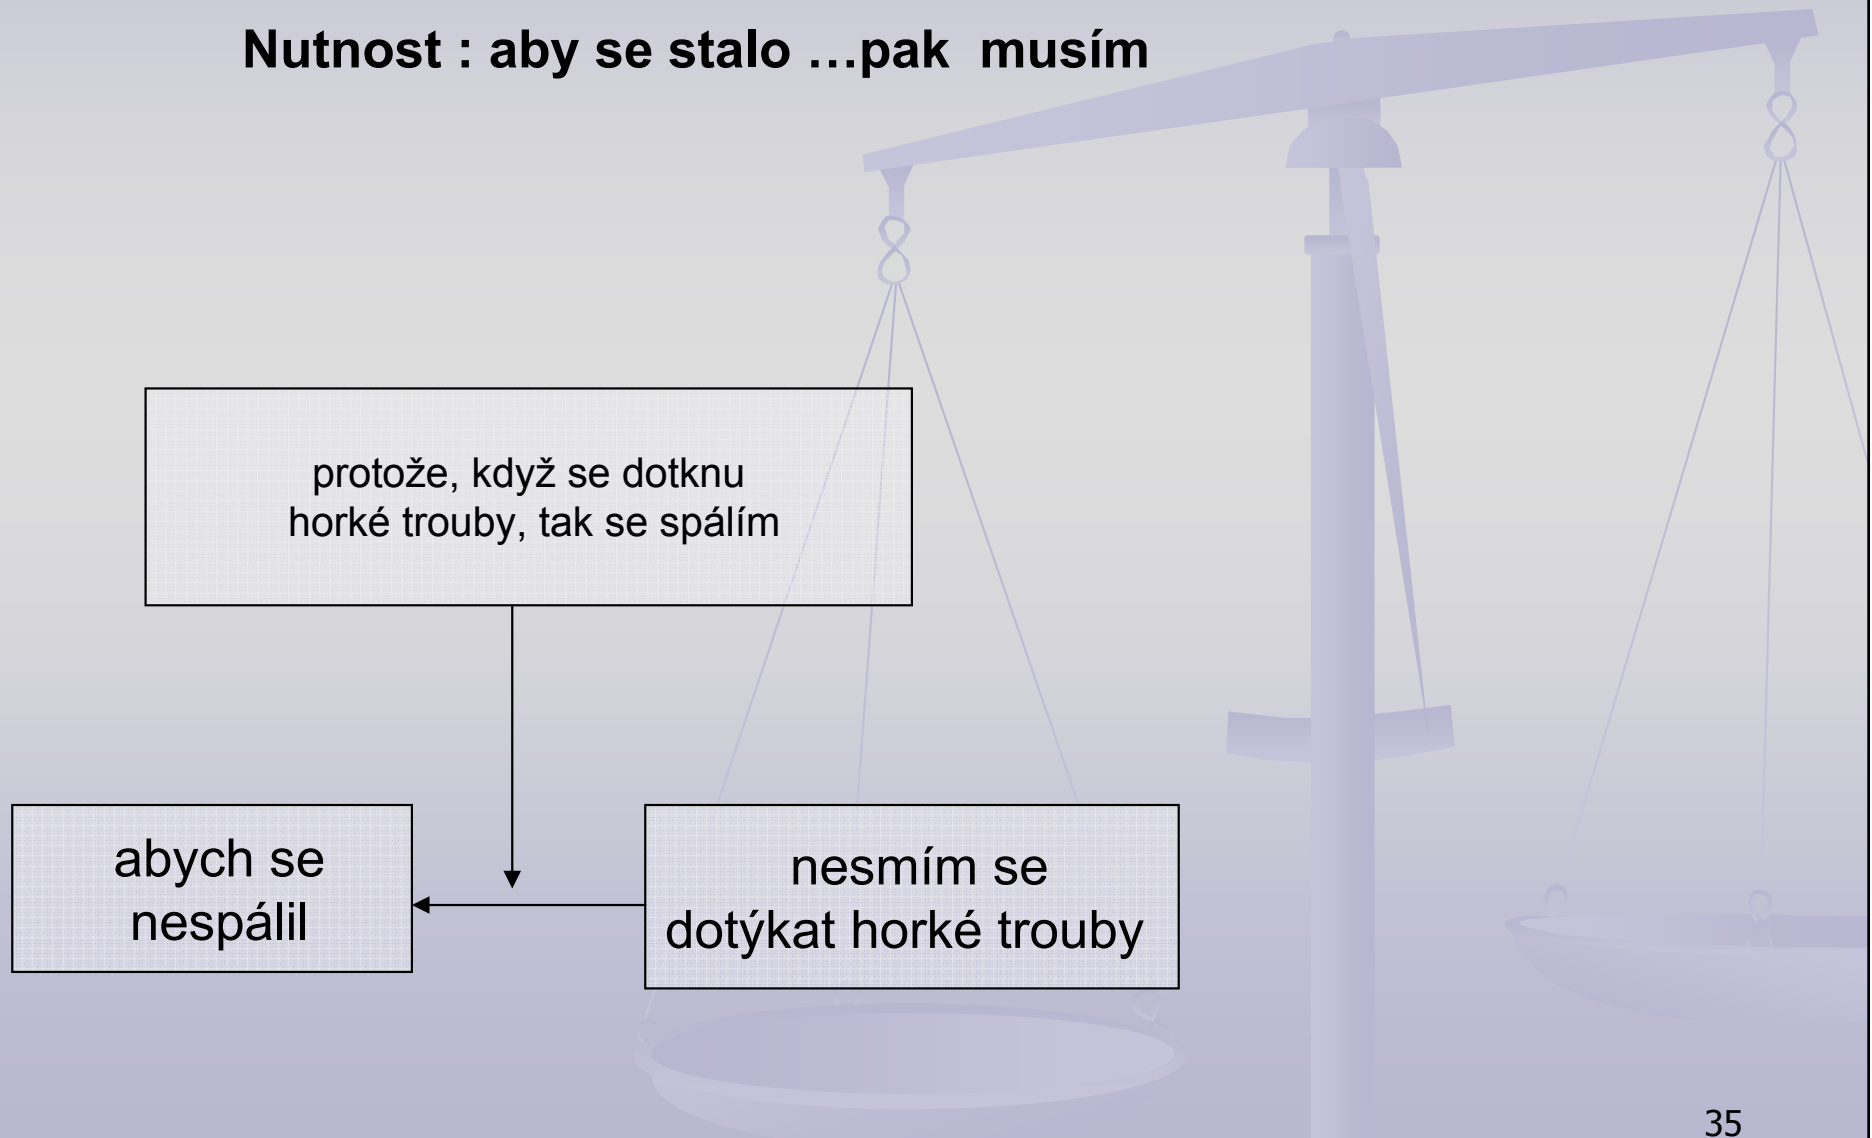 Nutnost : aby se stalo …pak  musím
protože, když se dotknu
horké trouby, tak se spálím
abych se
nespálil
nesmím se
dotýkat horké trouby
35